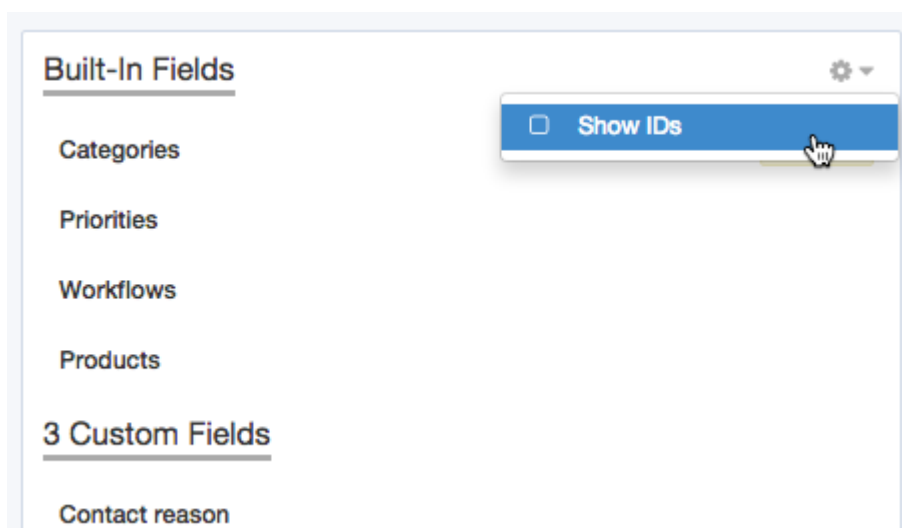 Built-In Fields
Show IDs
Categories
Priorities
Workflows
Products
3 Custom Fields
Contact reason